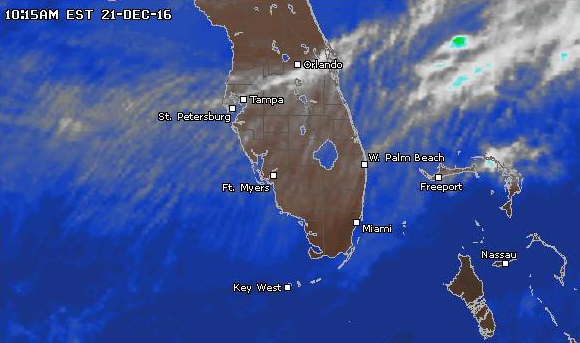 10:15AM EST 21-DEC-16
Orlando
Tampa
St. Petersburg
W. Palm Beach
Ft. Myers
Freeport
Miami
Nassau
Key West